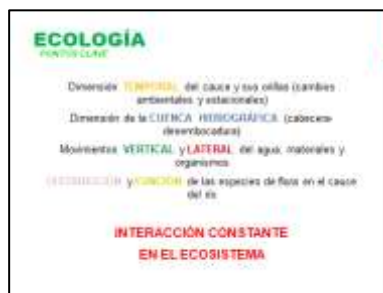 ECOLOGÍA
PUNTOS CLAVE
Dimensión TEMPORAL del cauce y sus orillas (cambios
ambientales y estacionales)
Dimensión de la CUENCA HIDROGRÁFICA (cabecera
desembocadura)
Movimientos VERTICAL y LATERAL del agua, materiales y
organismos
DISTRIBUCIÓN y FUNCIÓN de las especies de flora en el cauce
del río
INTERACCIÓN CONSTANTE
EN EL ECOSISTEMA